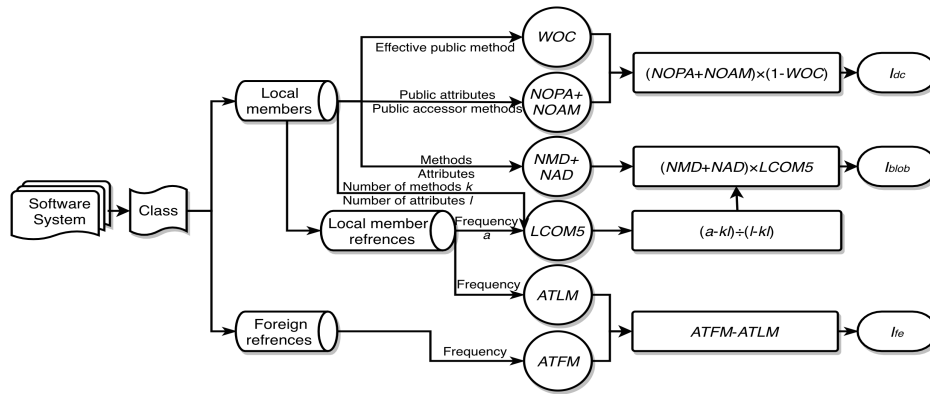 Software
System
Class
Local
members
Local member
refrences
Foreign
refrences
Effective public method
Public attributes
Public accessor methods
Methods
Attributes
Number of methods k
Number of attributes l
Frequency
a
Frequency
Frequency
WOC
NOPA+
NOAM
NMD+
NAD
LCOM5
ATLM
ATFM
(NOPA+NOAM)×(1-WOC)
(NMD+NAD)×LCOM5
(a-kl)÷(l-kl)
ATFM-ATLM
Idc
Iblob
Ife